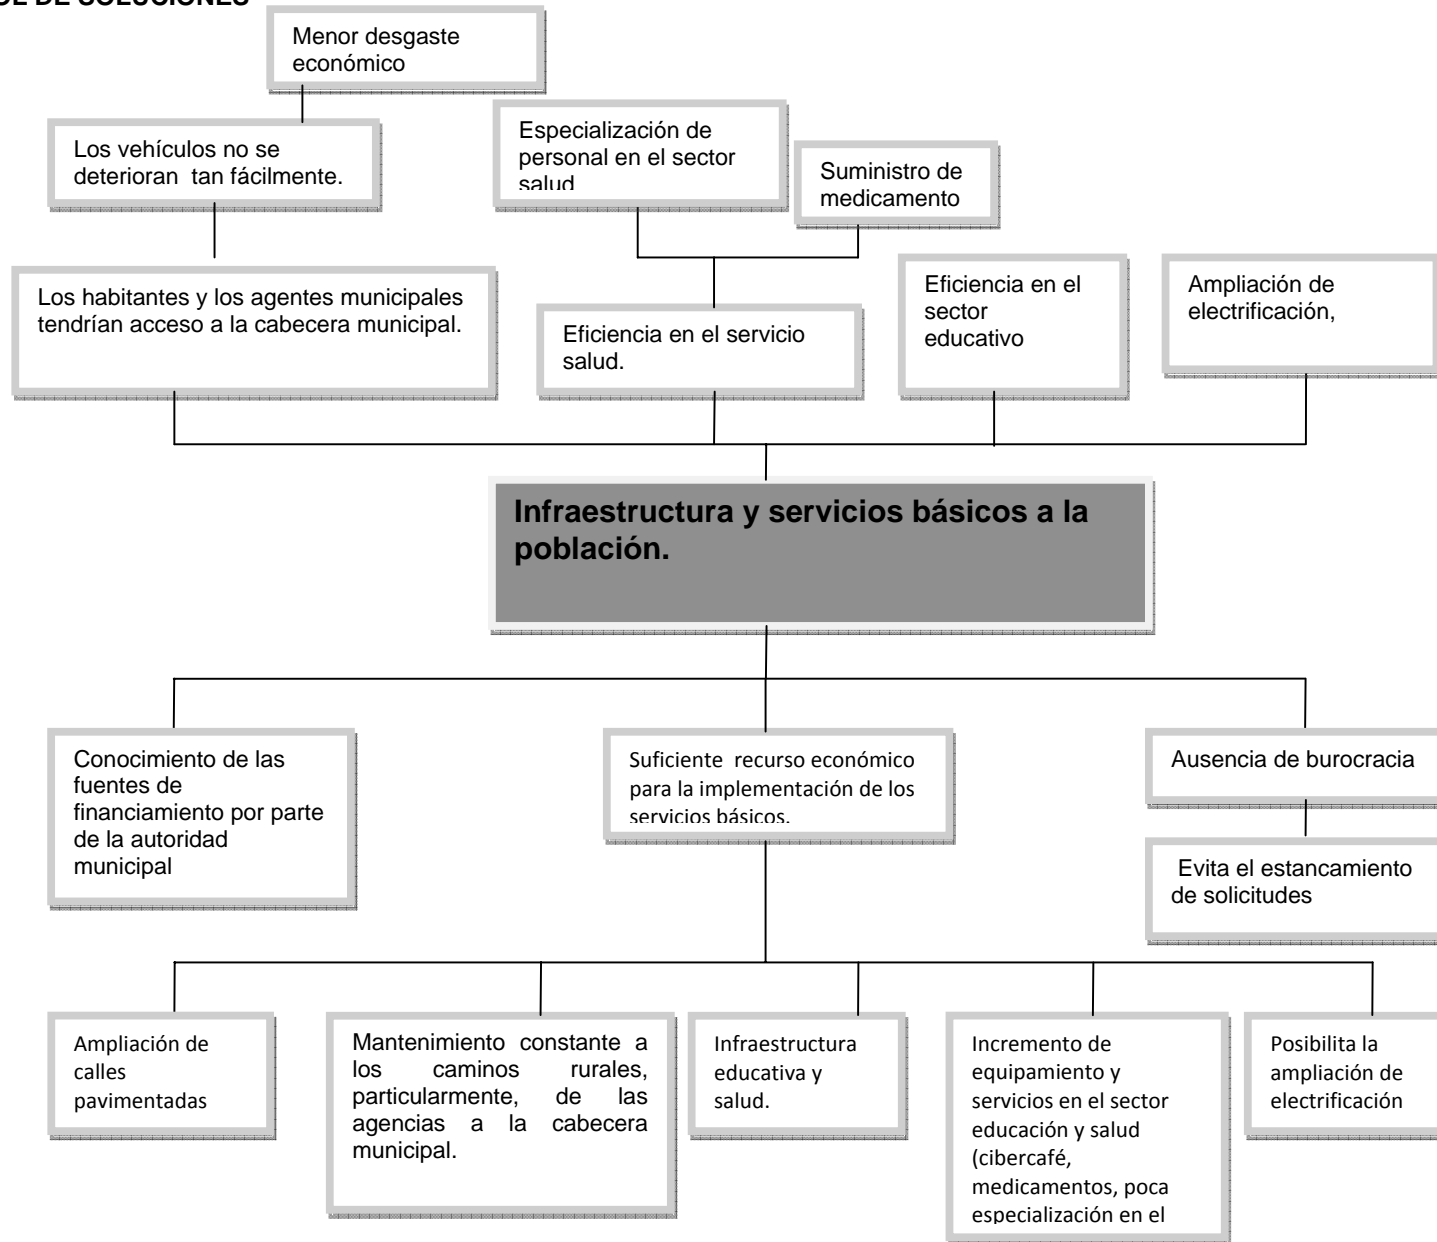 DE SOLUCIONES
Menor desgaste
económico
Los vehículos no se
deterioran tan fácilmente.
Especialización de
personal en el sector
salud
Suministro de
medicamento
Los habitantes y los agentes municipales
tendrían acceso a la cabecera municipal.
Eficiencia en el servicio
salud.
Eficiencia en el
sector
educativo
Ampliación de
electrificación,
Infraestructura y servicios básicos a la
población.
Conocimiento de las
fuentes de
financiamiento por parte
de la autoridad
municipal
Suficiente recurso económico
para la implementación de los
servicios básicos.
Ausencia de burocracia
Evita el estancamiento
de solicitudes
Ampliación de
calles
pavimentadas
Mantenimiento constante a
los caminos rurales,
particularmente, de las
agencias a la cabecera
municipal.
Infraestructura
educativa y
salud.
Incremento de
equipamiento y
servicios en el sector
educación y salud
(cibercafé,
medicamentos, poca
especialización en el
Posibilita la
ampliación de
electrificación